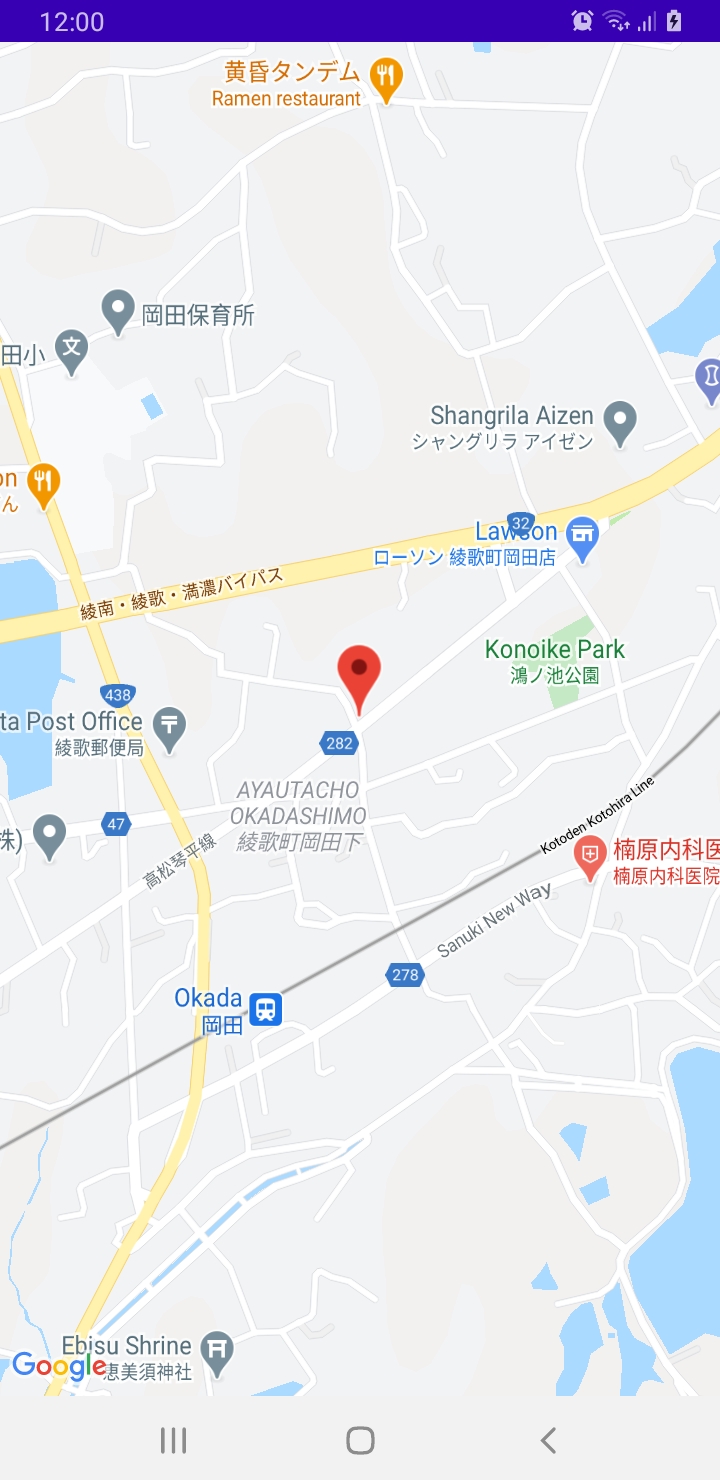 12:00
黄昏タンデム
Ramen restaurant
岡田保育所
田小
文
Shangrila Aizen
シャングリラ アイゼン
on
ん
32
Lawson
ローソン 綾歌町岡田店
綾南・綾歌・満濃バイパス
Konoike Park
鴻ノ池公園
438
ta Post Office
綾歌郵便局
282
AYAUTACHO
OKADASHIMO
綾歌町岡田下
47
株)
高松琴平線
Kotoden Kotohira Line
楠原内科医
楠原内科医院
Sanuki New Way
278
Okada
岡田
Ebisu Shrine
恵美須神社
Google